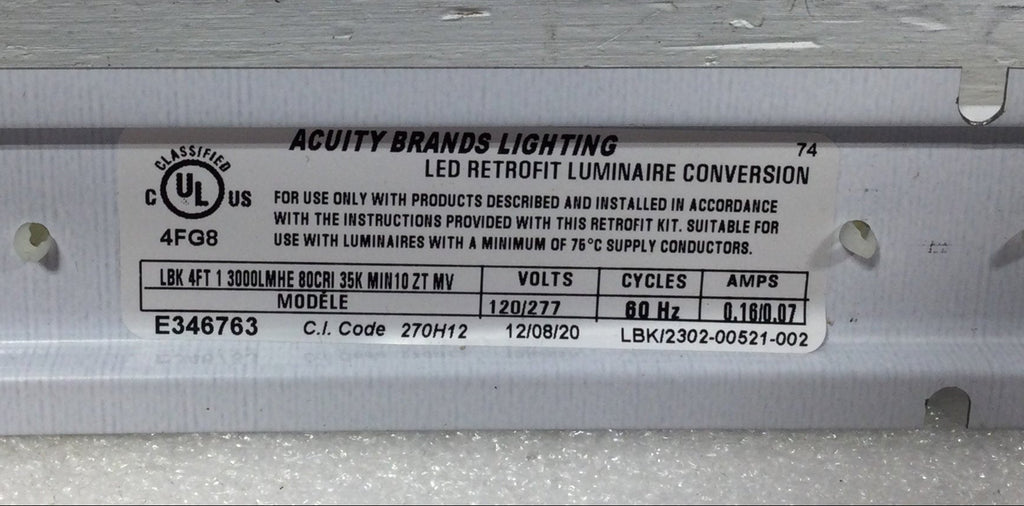 ACUITY BRANDS LIGHTING
74
LED RETROFIT LUMINAIRE CONVERSION
CLASSIFIED
C UL US
4FG8
FOR USE ONLY WITH PRODUCTS DESCRIBED AND INSTALLED IN ACCORDANCE
WITH THE INSTRUCTIONS PROVIDED WITH THIS RETROFIT KIT. SUITABLE FOR
USE WITH LUMINAIRES WITH A MINIMUM OF 75°C SUPPLY CONDUCTORS.
LBK 4FT 1 3000LMHE 80CRI 35K MIN10 ZT MV VOLTS CYCLES AMPS
MODÉLE 120/277 60 Hz 0.16/0.07
E346763 C.I. Code 270H12 12/08/20 LBK/2302-00521-002